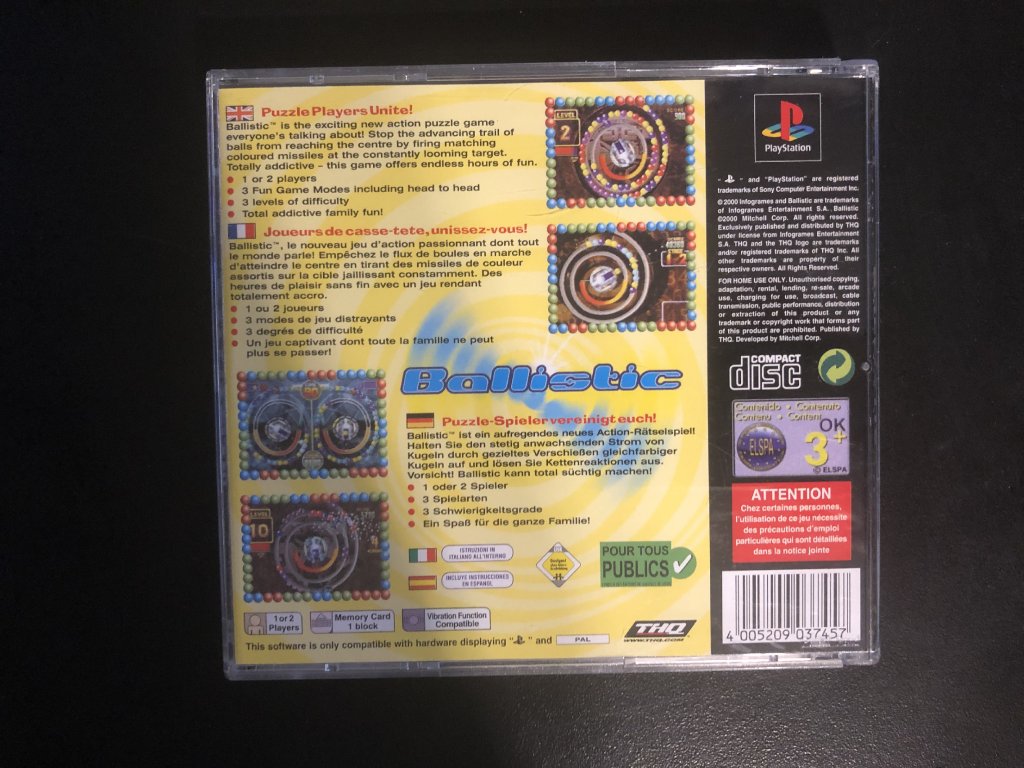 Puzzle Players Unite!
Ballistic™ is the exciting new action puzzle game
everyone's talking about! Stop the advancing trail of
balls from reaching the centre by firing matching
coloured missiles at the constantly looming target.
Totally addictive - this game offers endless hours of fun.
1 or 2 players
3 Fun Game Modes including head to head
3 levels of difficulty
Total addictive family fun!
LEVEL
2
Joueurs de casse-tete, unissez-vous!
Ballistic™, le nouveau jeu d'action passionnant dont tout
le monde parle! Empêchez le flux de boules en marche
d'atteindre le centre en tirant des missiles de couleur
assortis sur la cible jaillissant constamment. Des
heures de plaisir sans fin avec un jeu rendant
totalement accro.
1 ou 2 joueurs
3 modes de jeu distrayants
3 degrés de difficulté
Un jeu captivant dont toute la famille ne peut
plus se passer!
Ballistic
Puzzle-Spieler vereinigt euch!
Ballistic™ ist ein aufregendes neues Action-Rätselspiel!
Halten Sie den stetig anwachsenden Strom von
Kugeln durch gezieltes Verschießen gleichfarbiger
Kugeln auf und lösen Sie Kettenreaktionen aus.
Vorsicht! Ballistic kann total süchtig machen!
1 oder 2 Spieler
3 Spielarten
3 Schwierigkeitsgrade
Ein Spaß für die ganze Familie!
LEVEL
10
ISTRUZIONI IN
ITALIANO ALL'INTERNO
INCLUYE INSTRUCCIONES
EN ESPAÑOL
POUR TOUS
PUBLICS
1 or 2
Players
Memory Card
1 block
Vibration Function
Compatible
THQ
WWW.THQ.COM
This software is only compatible with hardware displaying " " and PAL
PlayStation
" " and "PlayStation" are registered
trademarks of Sony Computer Entertainment Inc.
© 2000 Infogrames and Ballistic are trademarks
of Infogrames Entertainment S.A.. Ballistic
©2000 Mitchell Corp. All rights reserved.
Exclusively published and distributed by THQ
under license from Infogrames Entertainment
S.A. THQ and the THQ logo are trademarks
and/or registered trademarks of THQ Inc. All
other trademarks are property of their
respective owners. All Rights Reserved.
FOR HOME USE ONLY. Unauthorised copying,
adaptation, rental, lending, re-sale, arcade
use, charging for use, broadcast, cable
transmission, public performance, distribution
or extraction of this product or any
trademark or copyright work that forms part
of this product are prohibited. Published by
THQ. Developed by Mitchell Corp.
COMPACT
disc
Contenido • Contenuto
Contenu • Content
ELSPA
OK
3+
© ELSPA
ATTENTION
Chez certaines personnes,
l'utilisation de ce jeu nécessite
des précautions d'emploi
particulières qui sont détaillées
dans la notice jointe
4 005209 037457